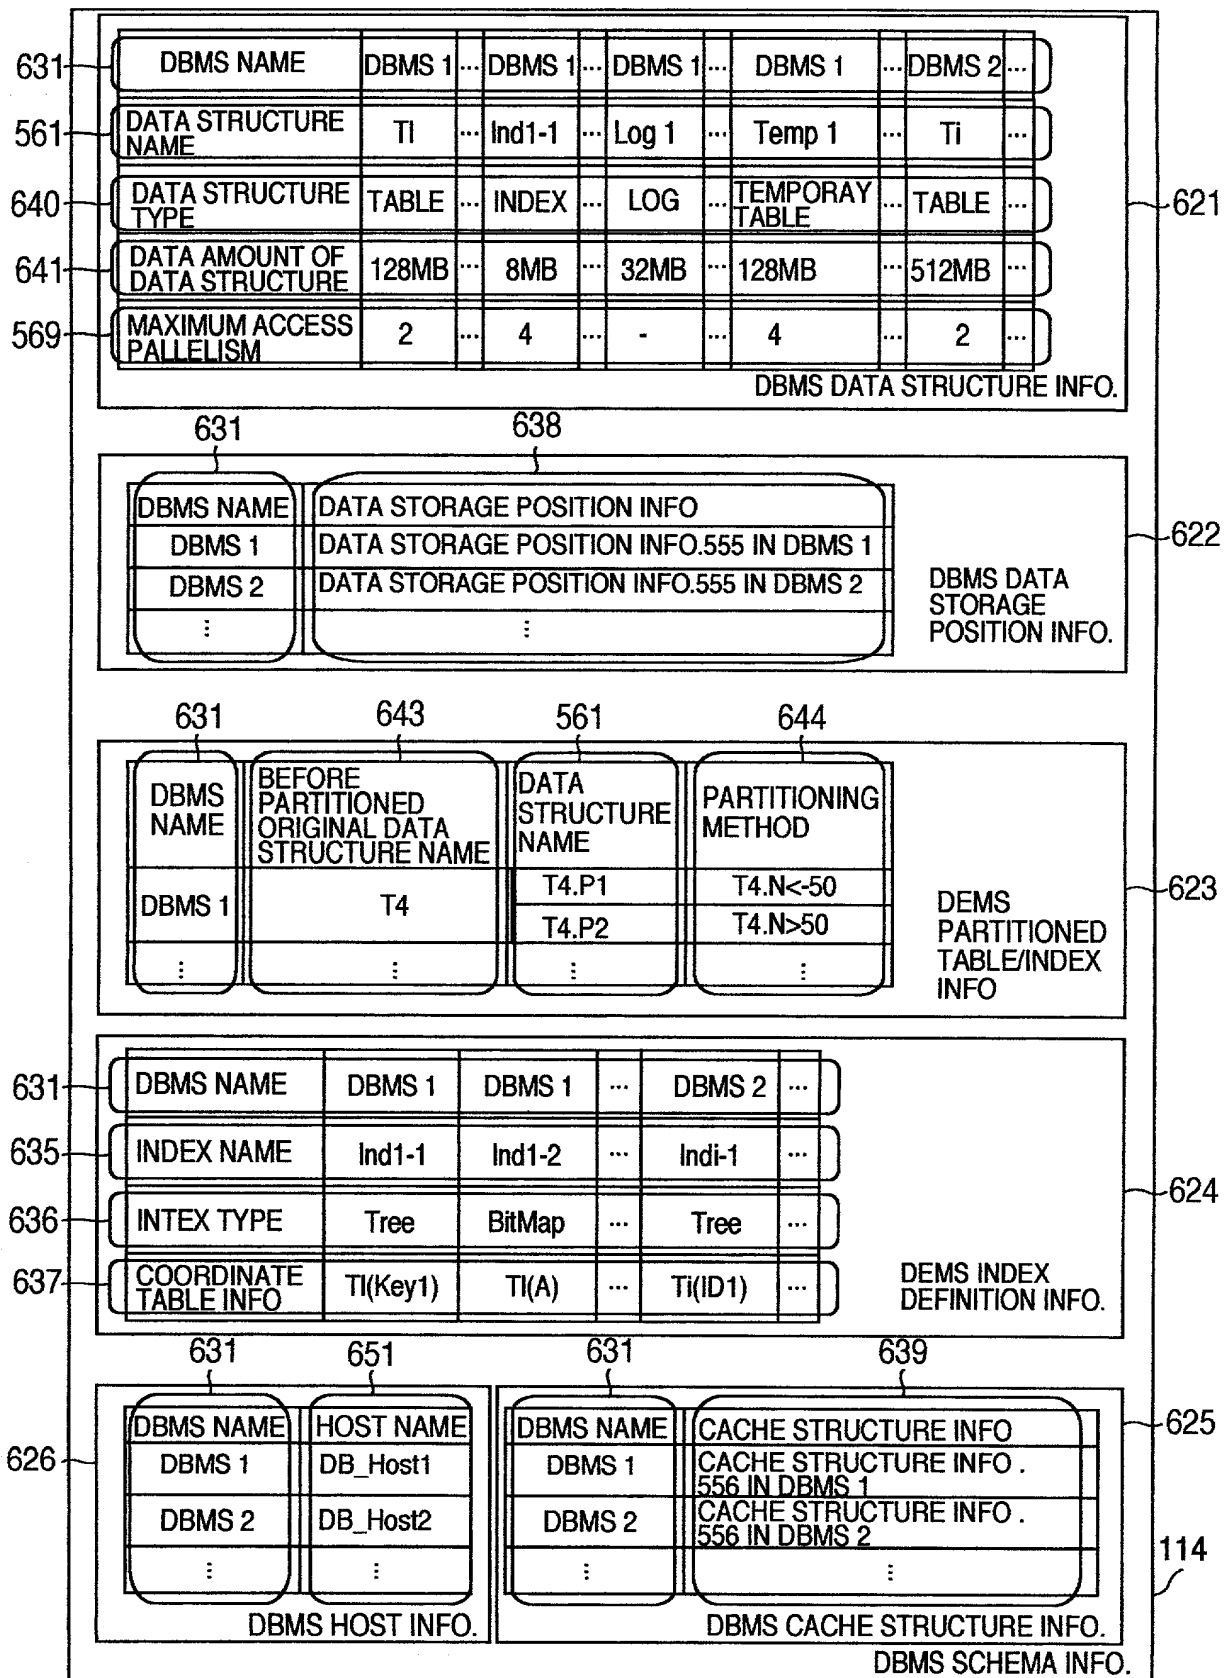 631 DBMS NAME DBMS 1 ... DBMS 1 ... DBMS 1 ... DBMS 1 ... DBMS 2 ...
561 DATA STRUCTURE NAME Tl ... Ind1-1 ... Log 1 ... Temp 1 ... Ti ...
640 DATA STRUCTURE TYPE TABLE ... INDEX ... LOG ... TEMPORAY TABLE ... TABLE ...
621
641 DATA AMOUNT OF DATA STRUCTURE 128MB ... 8MB ... 32MB ... 128MB ... 512MB ...
569 MAXIMUM ACCESS PALLELISM 2 ... 4 ... - ... 4 ... 2 ...
DBMS DATA STRUCTURE INFO.
631 638
DBMS NAME DATA STORAGE POSITION INFO
DBMS 1 DATA STORAGE POSITION INFO.555 IN DBMS 1
DBMS 2 DATA STORAGE POSITION INFO.555 IN DBMS 2
... ...
622
DBMS DATA
STORAGE
POSITION INFO.
631 643 561 644
DBMS NAME BEFORE PARTITIONED ORIGINAL DATA STRUCTURE NAME DATA STRUCTURE NAME PARTITIONING METHOD
DBMS 1 T4 T4.P1 T4.N<-50
T4.P2 T4.N>50
... ... ... ...
623
DEMS
PARTITIONED
TABLE/INDEX
INFO
631 DBMS NAME DBMS 1 DBMS 1 ... DBMS 2 ...
635 INDEX NAME Ind1-1 Ind1-2 ... Indi-1 ...
636 INTEX TYPE Tree BitMap ... Tree ...
637 COORDINATE TABLE INFO Tl(Key1) Tl(A) ... Ti(ID1) ...
624
DEMS INDEX
DEFINITION INFO.
631 651
DBMS NAME HOST NAME
626 DBMS 1 DB_Host1
DBMS 2 DB_Host2
... ...
DBMS HOST INFO.
631 639
DBMS NAME CACHE STRUCTURE INFO
625
DBMS 1 CACHE STRUCTURE INFO . 556 IN DBMS 1
DBMS 2 CACHE STRUCTURE INFO . 556 IN DBMS 2
... ...
DBMS CACHE STRUCTURE INFO.
114
DBMS SCHEMA INFO.